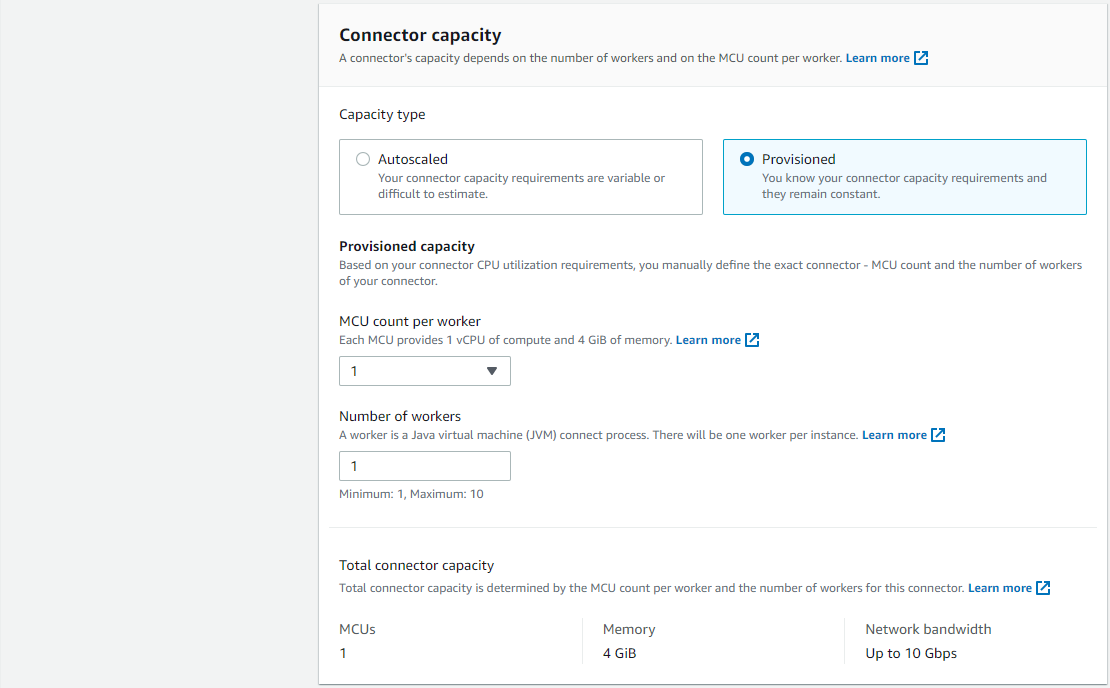 Connector capacity
A connector's capacity depends on the number of workers and on the MCU count per worker. Learn more
Capacity type
Autoscaled
Your connector capacity requirements are variable or
difficult to estimate.
Provisioned
You know your connector capacity requirements and
they remain constant.
Provisioned capacity
Based on your connector CPU utilization requirements, you manually define the exact connector - MCU count and the number of workers
of your connector.
MCU count per worker
Each MCU provides 1 vCPU of compute and 4 GiB of memory. Learn more
1
Number of workers
A worker is a Java virtual machine (JVM) connect process. There will be one worker per instance. Learn more
1
Minimum: 1, Maximum: 10
Total connector capacity
Total connector capacity is determined by the MCU count per worker and the number of workers for this connector. Learn more
MCUs
1
Memory
4 GiB
Network bandwidth
Up to 10 Gbps